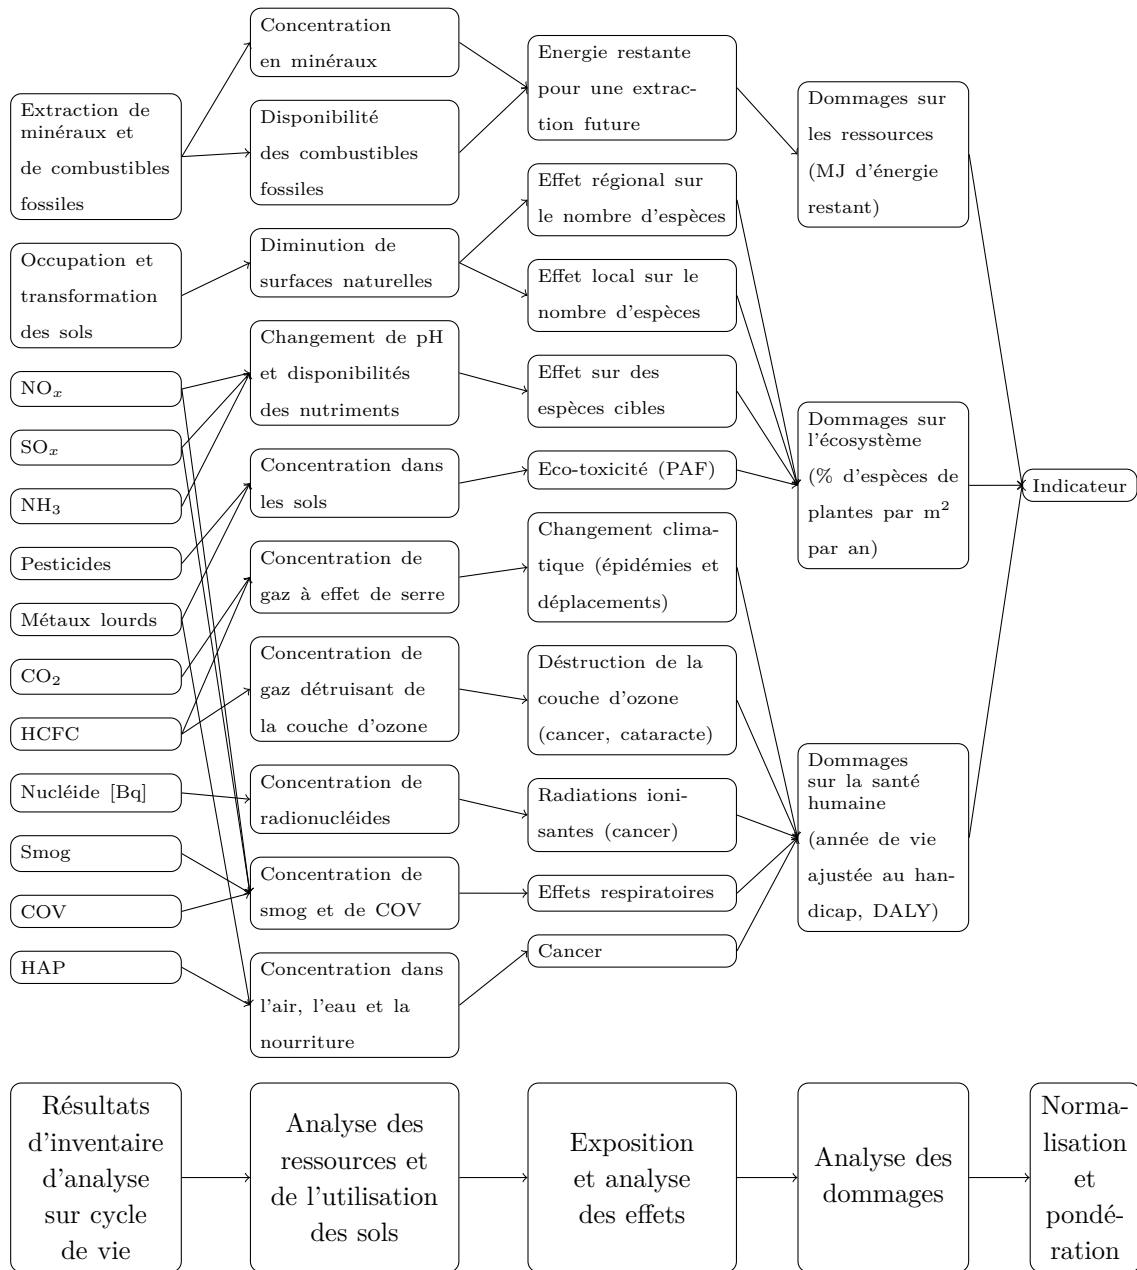 Extraction de
minéraux et
de combustibles
fossiles
Occupation et
transformation
des sols
NOₓ
SOₓ
NH₃
Pesticides
Métaux lourds
CO₂
HCFC
Nucléide [Bq]
Smog
COV
HAP
Concentration
en minéraux
Disponibilité
des combustibles
fossiles
Diminution de
surfaces naturelles
Changement de pH
et disponibilités
des nutriments
Concentration dans
les sols
Concentration de
gaz à effet de serre
Concentration de
gaz détruisant de
la couche d'ozone
Concentration de
radionucléides
Concentration de
smog et de COV
Concentration dans
l'air, l'eau et la
nourriture
Energie restante
pour une extrac-
tion future
Effet régional sur
le nombre d'espèces
Effet local sur le
nombre d'espèces
Effet sur des
espèces cibles
Eco-toxicité (PAF)
Changement clima-
tique (épidémies et
déplacements)
Déstruction de la
couche d'ozone
(cancer, cataracte)
Radiations ioni-
santes (cancer)
Effets respiratoires
Cancer
Dommages sur
les ressources
(MJ d'énergie
restant)
Dommages sur
l'écosystème
(% d'espèces de
plantes par m²
par an)
Dommages
sur la santé
humaine
(année de vie
ajustée au han-
dicap, DALY)
Indicateur
Résultats
d'inventaire
d'analyse
sur cycle
de vie
Analyse des
ressources et
de l'utilisation
des sols
Exposition
et analyse
des effets
Analyse des
dommages
Norma-
lisation
et
pondé-
ration